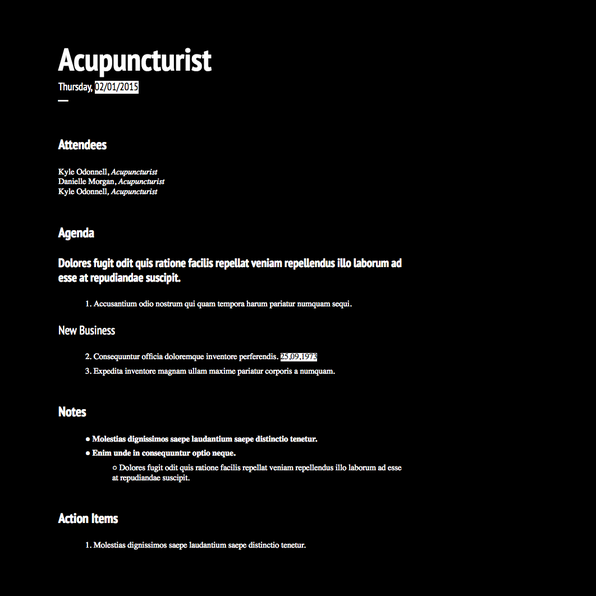 Acupuncturist
Thursday, 02/01/2015
Attendees
Kyle Odonnell, Acupuncturist
Danielle Morgan, Acupuncturist
Kyle Odonnell, Acupuncturist
Agenda
Dolores fugit odit quis ratione facilis repellat veniam repellendus illo laborum ad
esse at repudiandae suscipit.
1. Accusantium odio nostrum qui quam tempora harum pariatur numquam sequi.
New Business
2. Consequuntur officia doloremque inventore perferendis. 25.09.1973
3. Expedita inventore magnam ullam maxime pariatur corporis a numquam.
Notes
● Molestias dignissimos saepe laudantium saepe distinctio tenetur.
● Enim unde in consequuntur optio neque.
○ Dolores fugit odit quis ratione facilis repellat veniam repellendus illo laborum ad esse
at repudiandae suscipit.
Action Items
1. Molestias dignissimos saepe laudantium saepe distinctio tenetur.